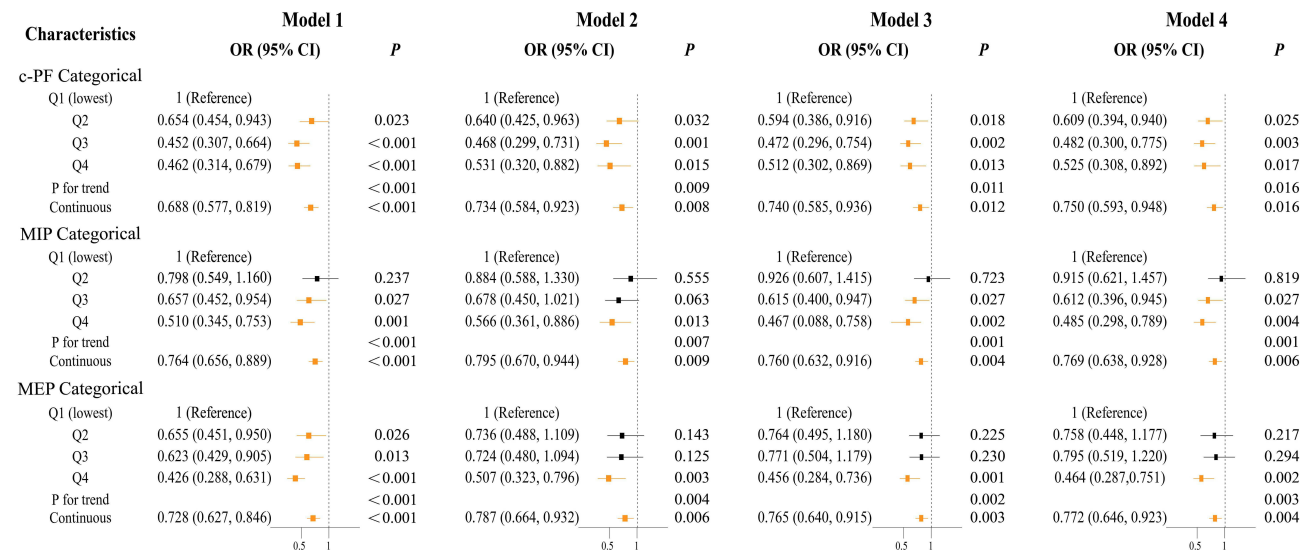 Model 1 Model 2 Model 3 Model 4
Characteristics
OR (95% CI) P OR (95% CI) P OR (95% CI) P OR (95% CI) P
c-PF Categorical
Q1 (lowest) 1 (Reference) 1 (Reference) 1 (Reference) 1 (Reference)
Q2 0.654 (0.454, 0.943) 0.023 0.640 (0.425, 0.963) 0.032 0.594 (0.386, 0.916) 0.018 0.609 (0.394, 0.940) 0.025
Q3 0.452 (0.307, 0.664) <0.001 0.468 (0.299, 0.731) 0.001 0.472 (0.296, 0.754) 0.002 0.482 (0.300, 0.775) 0.003
Q4 0.462 (0.314, 0.679) <0.001 0.531 (0.320, 0.882) 0.015 0.512 (0.302, 0.869) 0.013 0.525 (0.308, 0.892) 0.017
P for trend <0.001 0.009 0.011 0.016
Continuous 0.688 (0.577, 0.819) <0.001 0.734 (0.584, 0.923) 0.008 0.740 (0.585, 0.936) 0.012 0.750 (0.593, 0.948) 0.016
MIP Categorical
Q1 (lowest) 1 (Reference) 1 (Reference) 1 (Reference) 1 (Reference)
Q2 0.798 (0.549, 1.160) 0.237 0.884 (0.588, 1.330) 0.555 0.926 (0.607, 1.415) 0.723 0.915 (0.621, 1.457) 0.819
Q3 0.657 (0.452, 0.954) 0.027 0.678 (0.450, 1.021) 0.063 0.615 (0.400, 0.947) 0.027 0.612 (0.396, 0.945) 0.027
Q4 0.510 (0.345, 0.753) 0.001 0.566 (0.361, 0.886) 0.013 0.467 (0.088, 0.758) 0.002 0.485 (0.298, 0.789) 0.004
P for trend <0.001 0.007 0.001 0.001
Continuous 0.764 (0.656, 0.889) <0.001 0.795 (0.670, 0.944) 0.009 0.760 (0.632, 0.916) 0.004 0.769 (0.638, 0.928) 0.006
MEP Categorical
Q1 (lowest) 1 (Reference) 1 (Reference) 1 (Reference) 1 (Reference)
Q2 0.655 (0.451, 0.950) 0.026 0.736 (0.488, 1.109) 0.143 0.764 (0.495, 1.180) 0.225 0.758 (0.448, 1.177) 0.217
Q3 0.623 (0.429, 0.905) 0.013 0.724 (0.480, 1.094) 0.125 0.771 (0.504, 1.179) 0.230 0.795 (0.519, 1.220) 0.294
Q4 0.426 (0.288, 0.631) <0.001 0.507 (0.323, 0.796) 0.003 0.456 (0.284, 0.736) 0.001 0.464 (0.287,0.751) 0.002
P for trend <0.001 0.004 0.002 0.003
Continuous 0.728 (0.627, 0.846) <0.001 0.787 (0.664, 0.932) 0.006 0.765 (0.640, 0.915) 0.003 0.772 (0.646, 0.923) 0.004
0.5 1 0.5 1 0.5 1 0.5 1